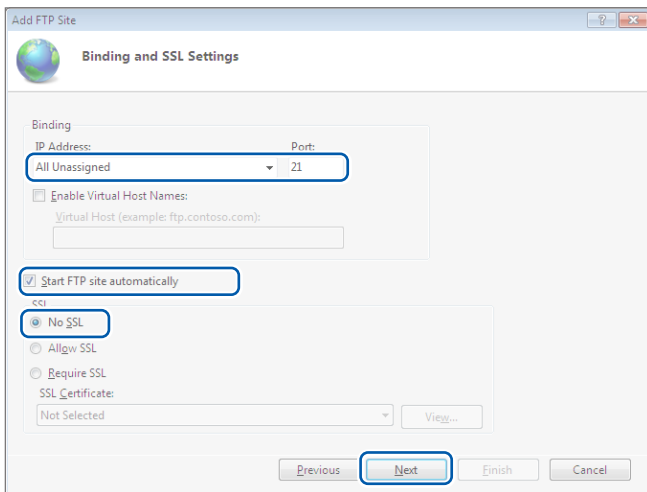 Add FTP Site
Binding and SSL Settings
Binding
IP Address: Port:
All Unassigned 21
Enable Virtual Host Names:
Virtual Host (example: ftp.contoso.com):
Start FTP site automatically
SSL
No SSL
Allow SSL
Require SSL
SSL Certificate:
Not Selected View...
Previous Next Finish Cancel